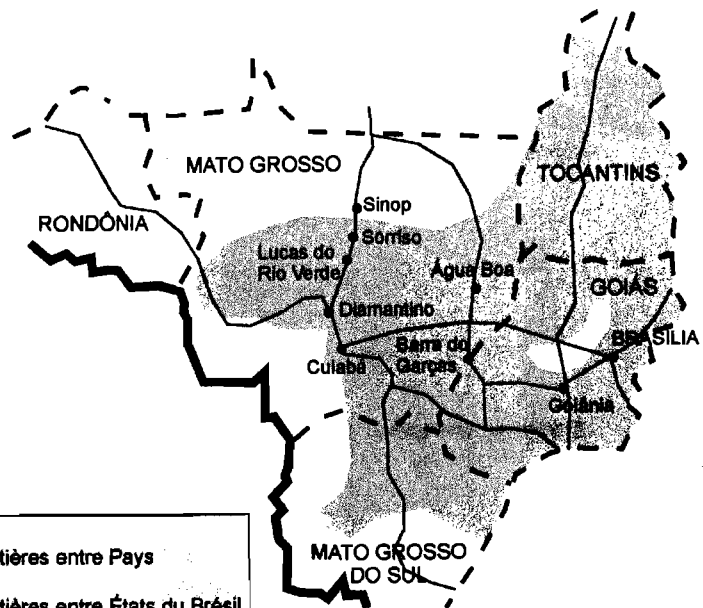 MATO GROSSO
TOCANTINS
RONDÔNIA
Sinop
Sorriso
Lucas do
Rio Verde
Água Boa
GOIÁS
Diamantino
BRASÍLIA
Cuiabá
Barra do
Garças
Goiânia
MATO GROSSO
DO SUL
tières entre Pays
tières entre États du Brésil